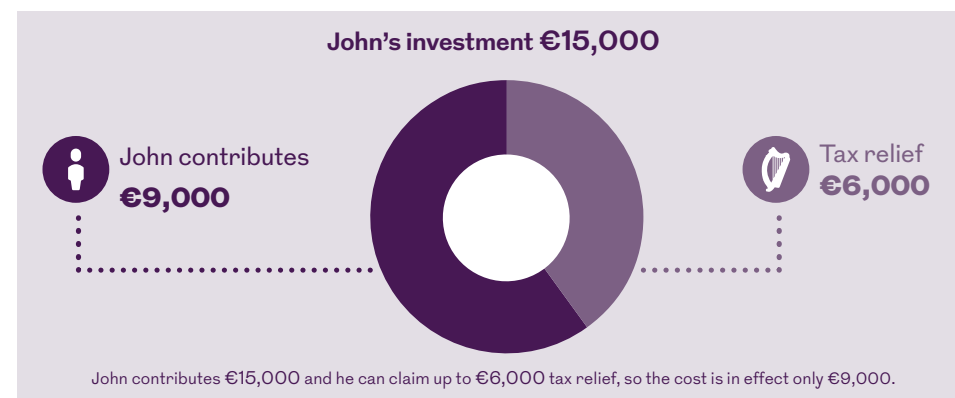 John's investment €15,000
John contributes
€9,000
Tax relief
€6,000
John contributes €15,000 and he can claim up to €6,000 tax relief, so the cost is in effect only €9,000.